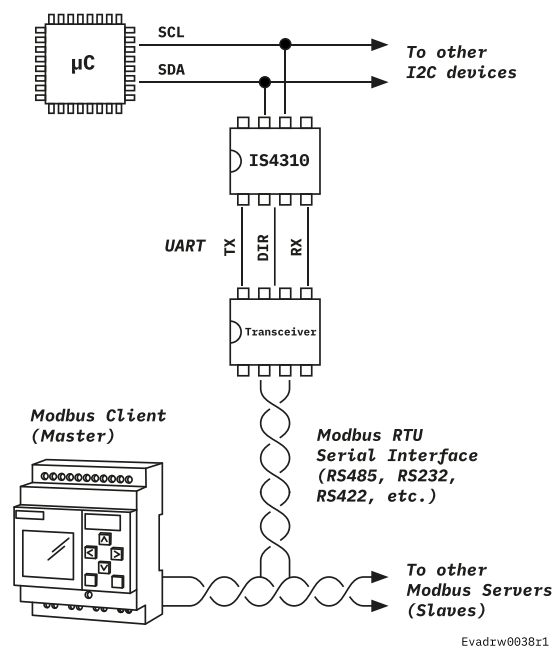 SCL
µC
SDA
To other
I2C devices
IS4310
UART
TX
DIR
RX
Transceiver
Modbus Client
(Master)
Modbus RTU
Serial Interface
(RS485, RS232,
RS422, etc.)
To other
Modbus Servers
(Slaves)
Evadrw0038r1